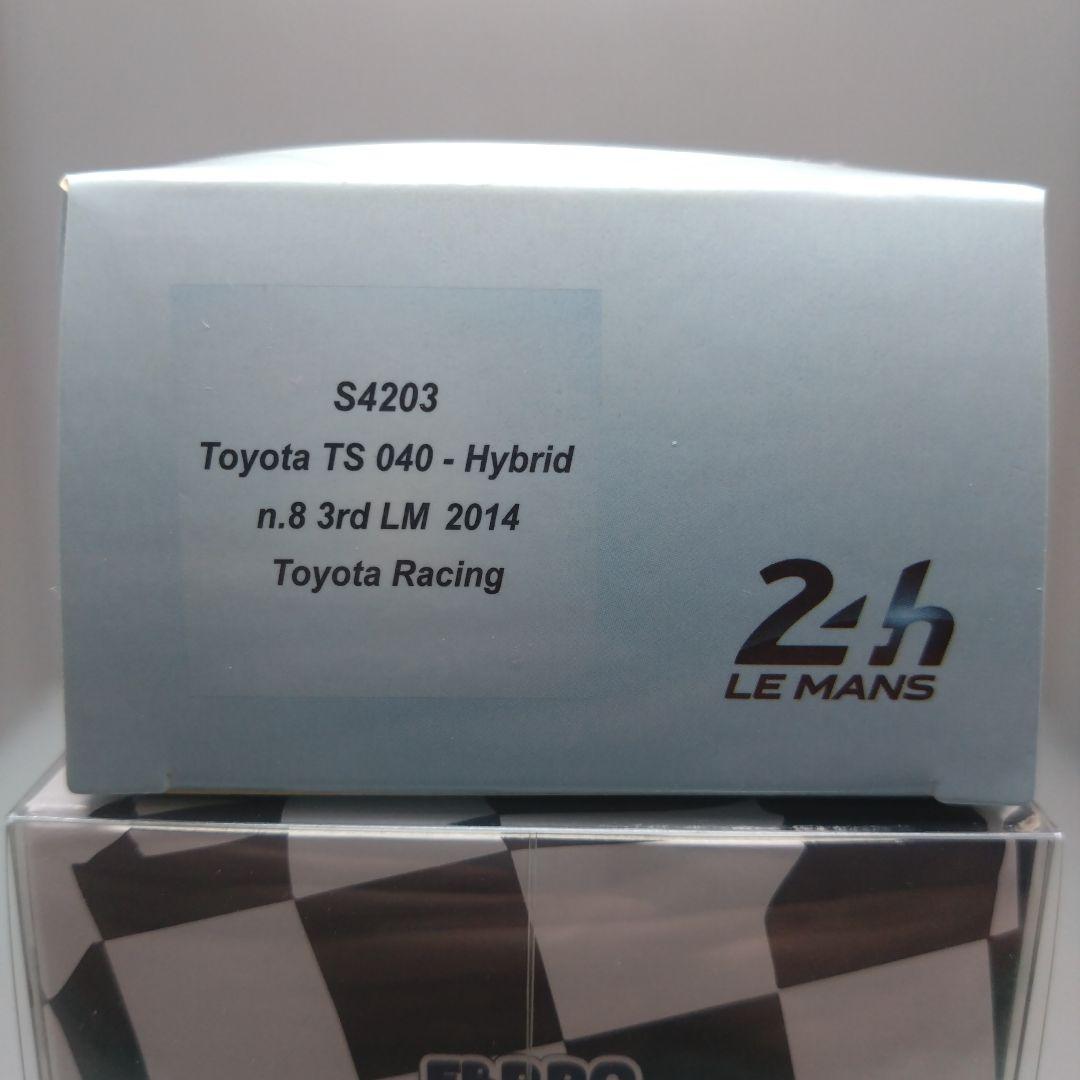 S4203
Toyota TS 040 - Hybrid
n.8 3rd LM 2014
Toyota Racing
24h
LE MANS